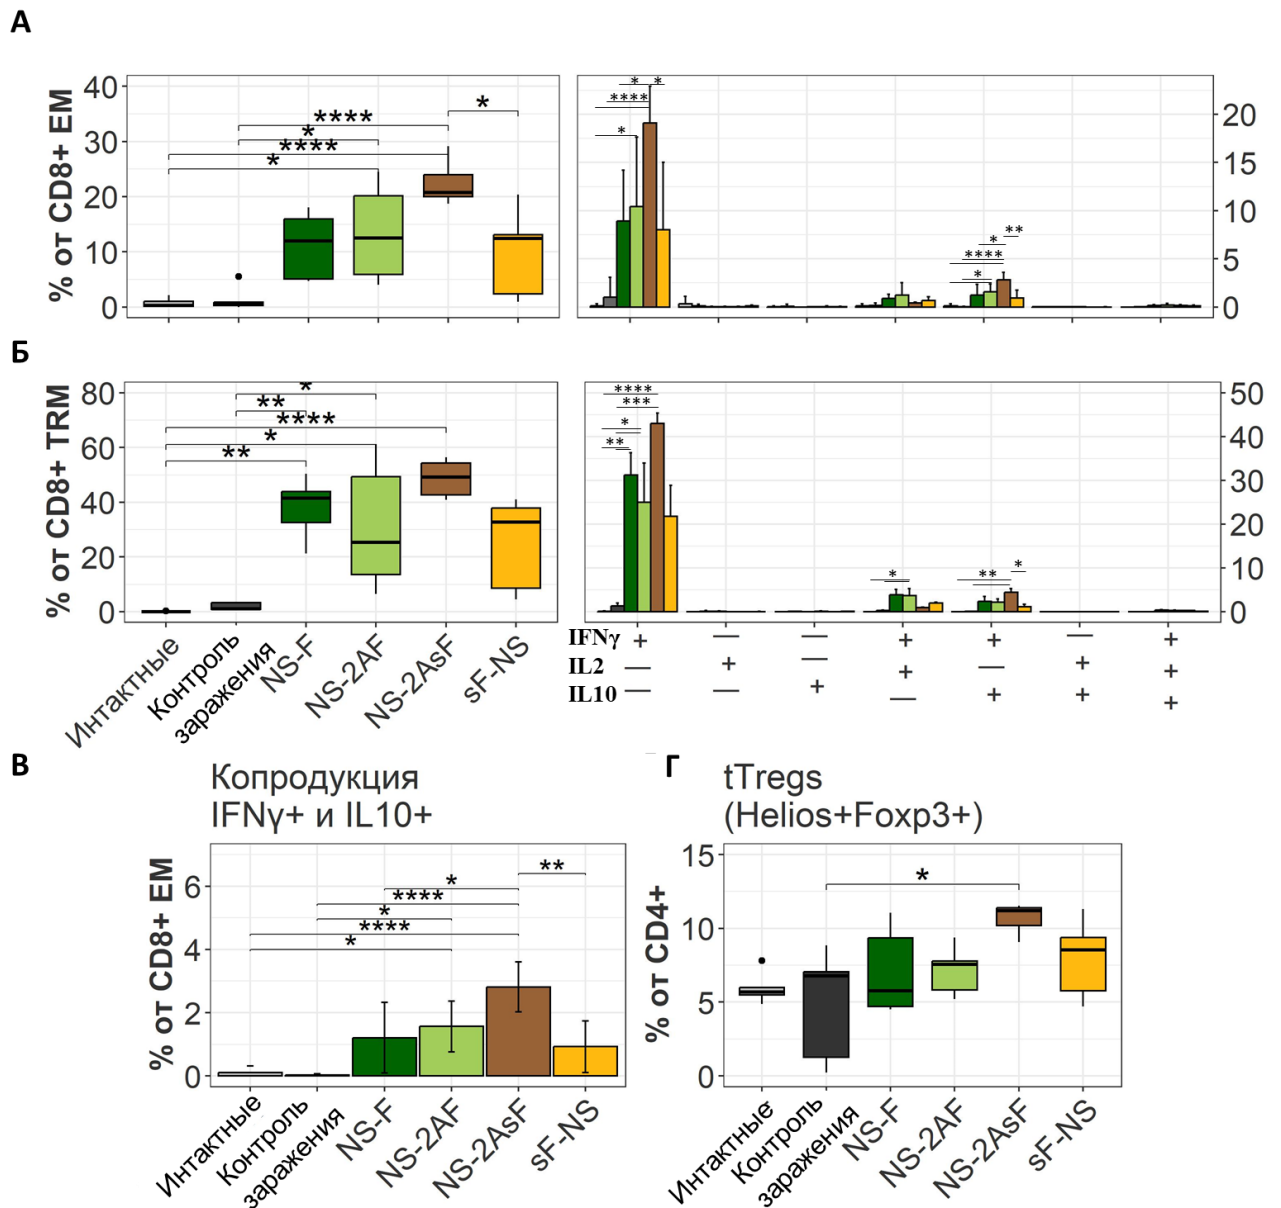 А
% от CD8+ EM
40
30
20
10
0
****
*
****
*
*
* *
****
*
**
*
****
*
20
15
10
5
0
Б
% от CD8+ TRM
80
60
40
20
0
*
**
****
*
**
****
***
*
**
*
**
*
50
40
30
20
10
0
Интактные
Контроль
заражения
NS-F
NS-2AF
NS-2AsF
sF-NS
IFNγ + — — + + — +
IL2 — + — + — + +
IL10 — — + — + + +
В
Копродукция
IFNγ+ и IL10+
% от CD8+ EM
6
4
2
0
**
*
****
*
****
*
Интактные
Контроль
заражения
NS-F
NS-2AF
NS-2AsF
sF-NS
Г
tTregs
(Helios+Foxp3+)
% от CD4+
15
10
5
0
*
Интактные
Контроль
заражения
NS-F
NS-2AF
NS-2AsF
sF-NS